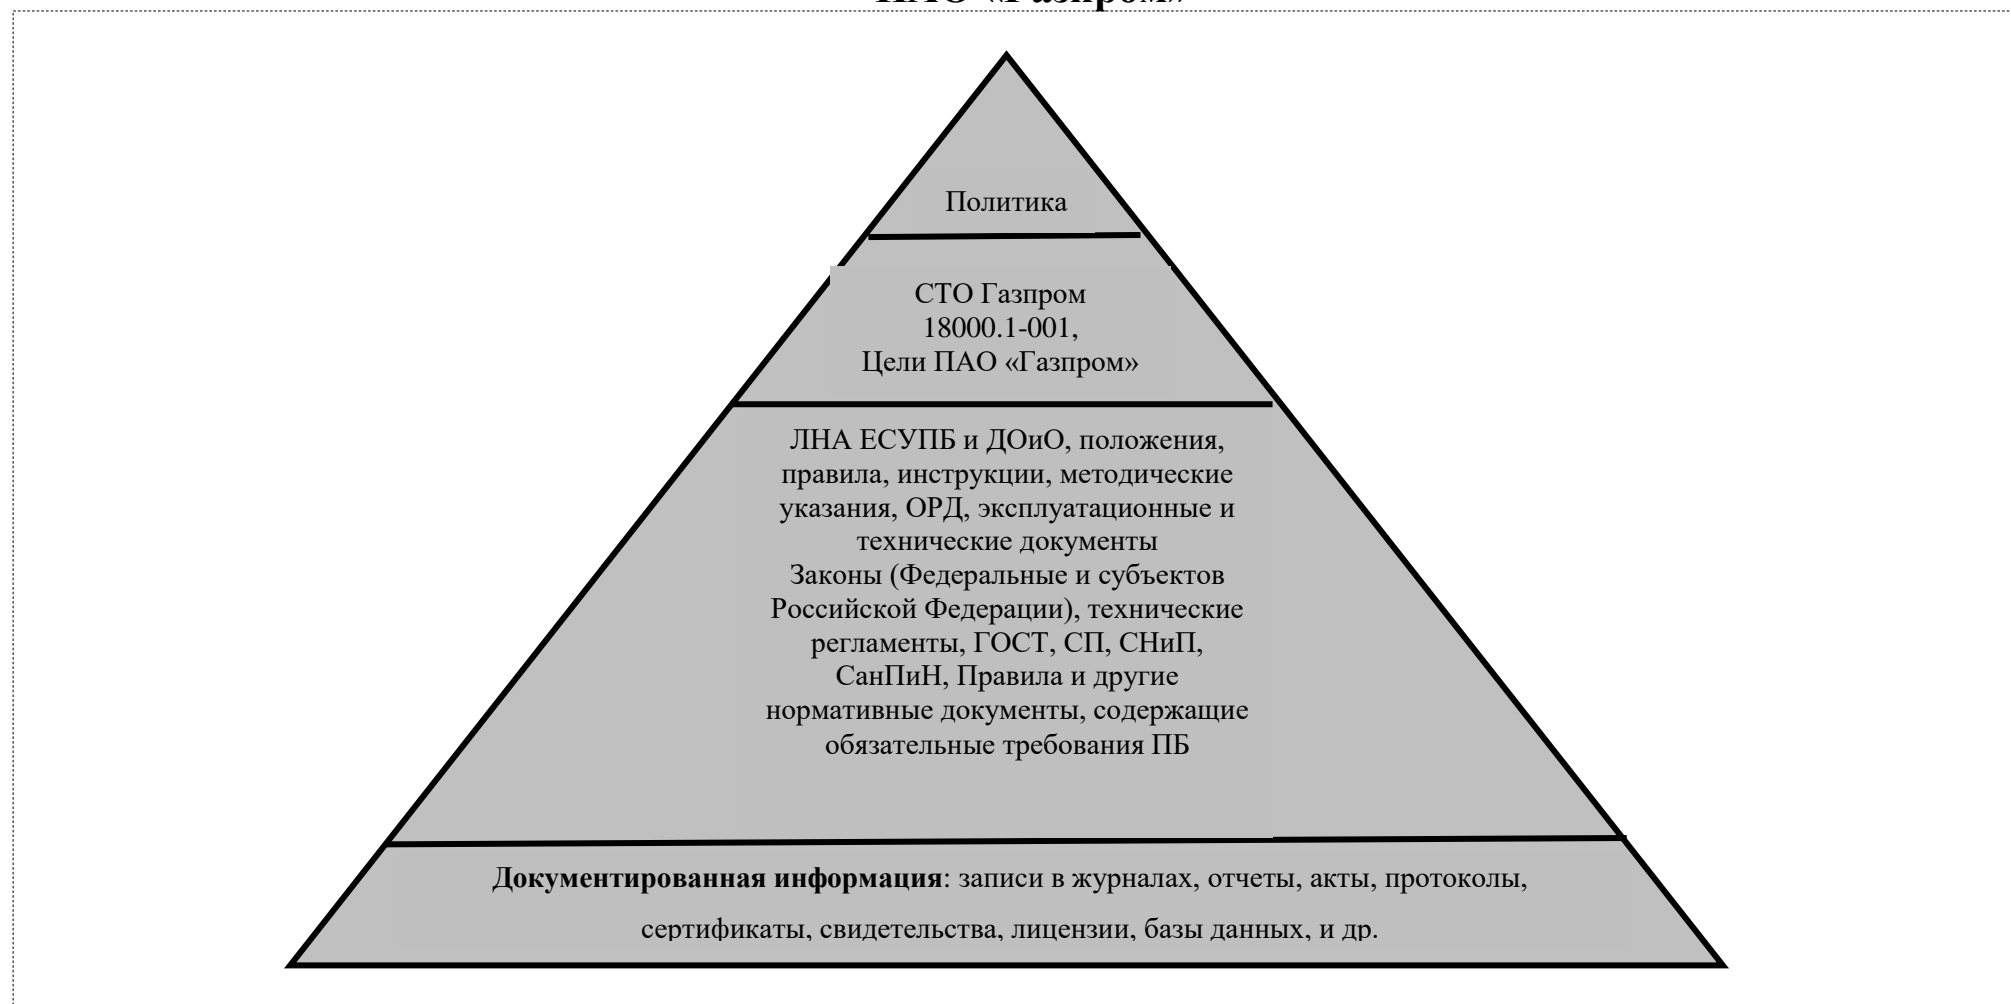 ПАО «Газпром»
Политика
СТО Газпром
18000.1-001,
Цели ПАО «Газпром»
ЛНА ЕСУПБ и ДОиО, положения,
правила, инструкции, методические
указания, ОРД, эксплуатационные и
технические документы
Законы (Федеральные и субъектов
Российской Федерации), технические
регламенты, ГОСТ, СП, СНиП,
СанПиН, Правила и другие
нормативные документы, содержащие
обязательные требования ПБ
Документированная информация: записи в журналах, отчеты, акты, протоколы,
сертификаты, свидетельства, лицензии, базы данных, и др.